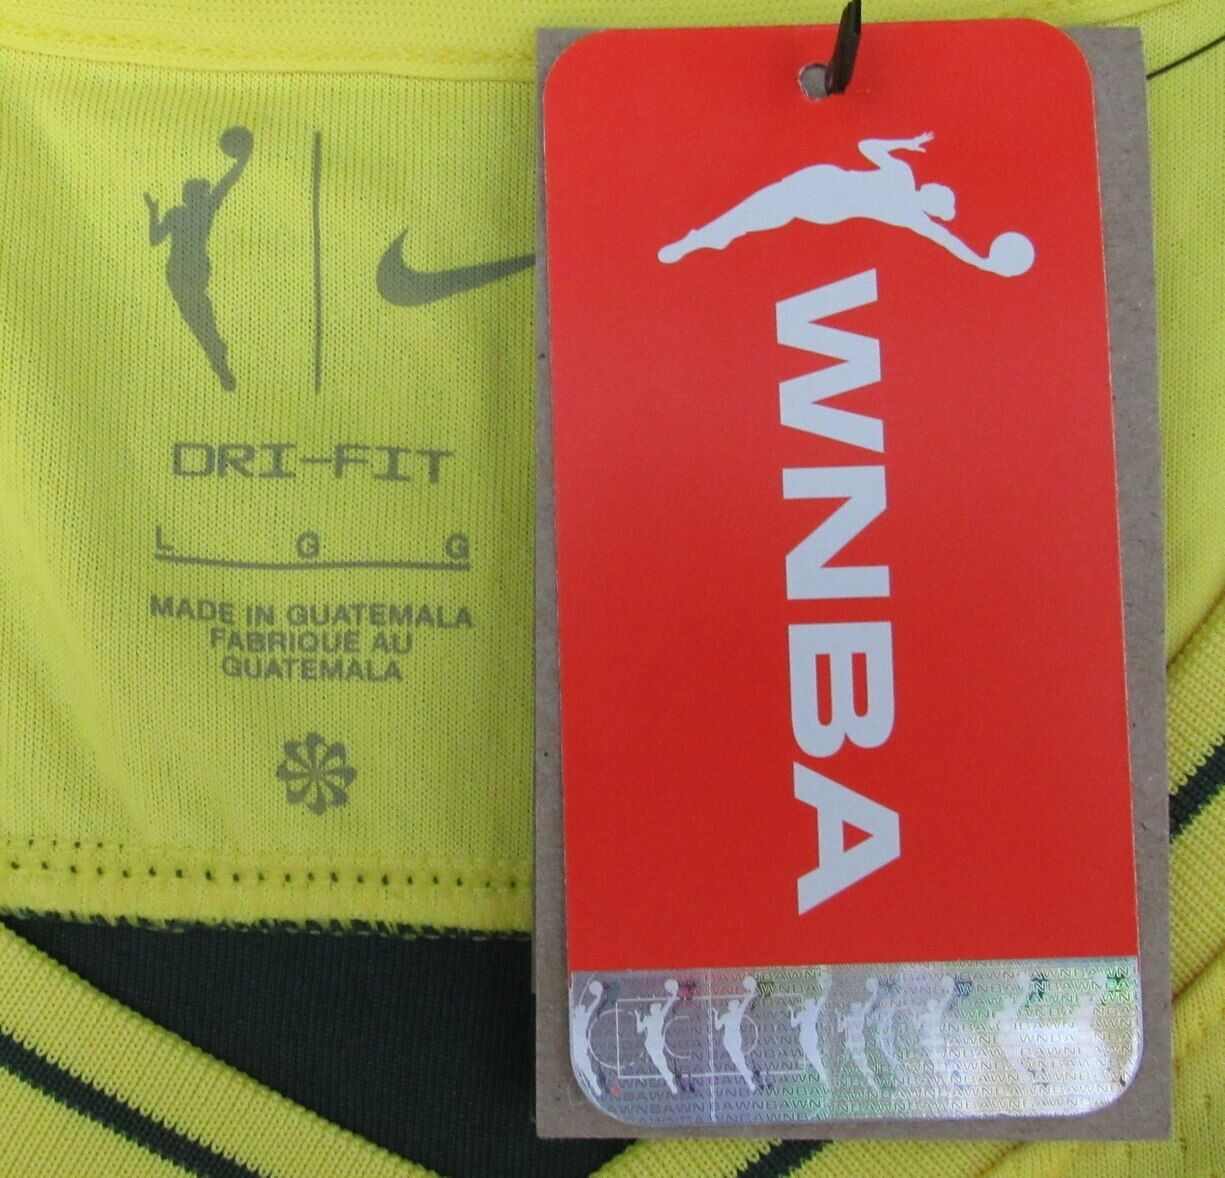 DRI-FIT
L G G
MADE IN GUATEMALA
FABRIQUE AU
GUATEMALA
WNBA